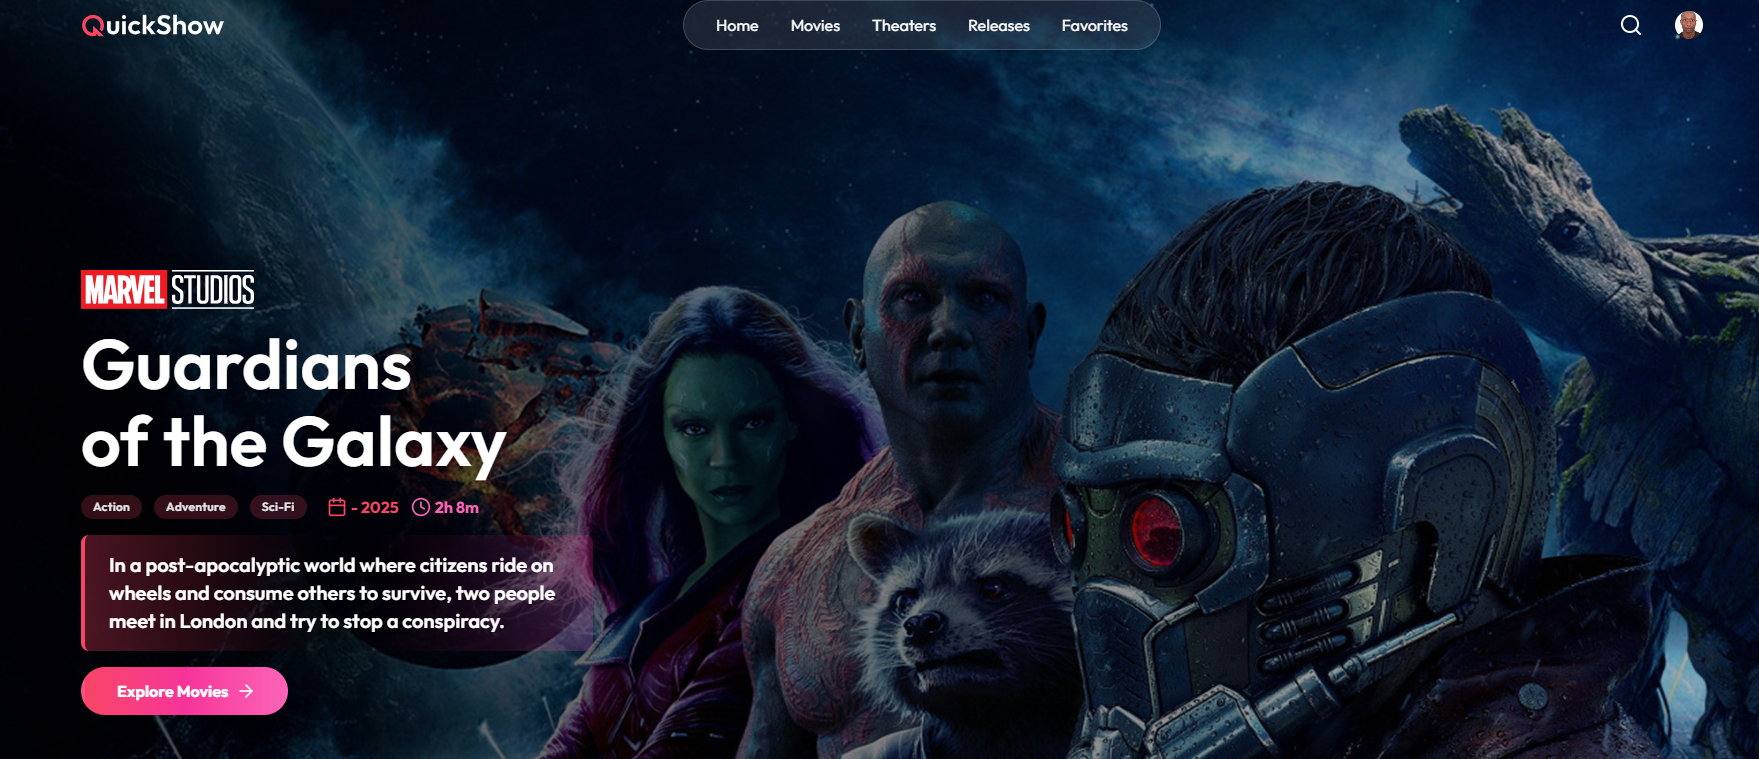 QuickShow
Home Movies Theaters Releases Favorites
MARVEL STUDIOS
Guardians
of the Galaxy
Action Adventure Sci-Fi - 2025 2h 8m
In a post-apocalyptic world where citizens ride on
wheels and consume others to survive, two people
meet in London and try to stop a conspiracy.
Explore Movies →